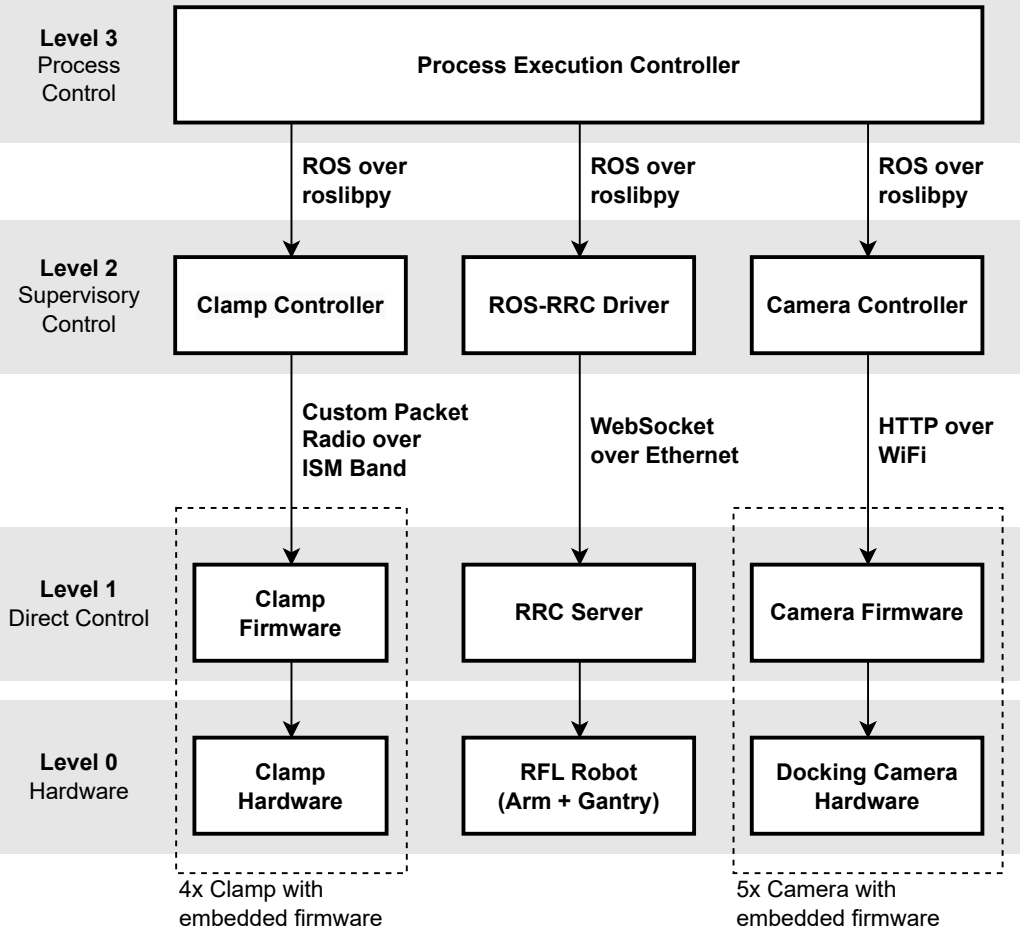 Level 3
Process
Control
Process Execution Controller
ROS over
roslibpy
ROS over
roslibpy
ROS over
roslibpy
Level 2
Supervisory
Control
Clamp Controller
ROS-RRC Driver
Camera Controller
Custom Packet
Radio over
ISM Band
WebSocket
over Ethernet
HTTP over
WiFi
Level 1
Direct Control
Clamp
Firmware
RRC Server
Camera Firmware
Level 0
Hardware
Clamp
Hardware
RFL Robot
(Arm + Gantry)
Docking Camera
Hardware
4x Clamp with
embedded firmware
5x Camera with
embedded firmware